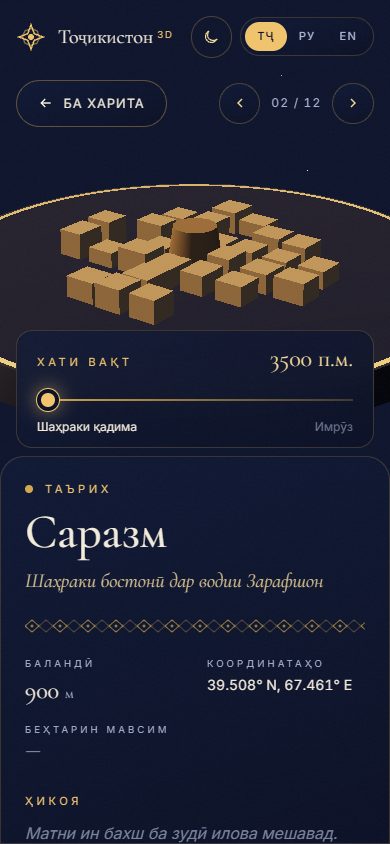 Тоҷикистон 3D
ТҶ РУ EN
← БА ХАРИТА
‹ 02 / 12 ›
ХАТИ ВАҚТ 3500 п.м.
Шаҳраки қадима Имрӯз
ТАЪРИХ
Саразм
Шаҳраки бостонӣ дар водии Зарафшон
БАЛАНДӢ КООРДИНАТАҲО
900 м 39.508° N, 67.461° E
БЕҲТАРИН МАВСИМ
—
ҲИКОЯ
Матни ин бахш ба зудӣ илова мешавад.